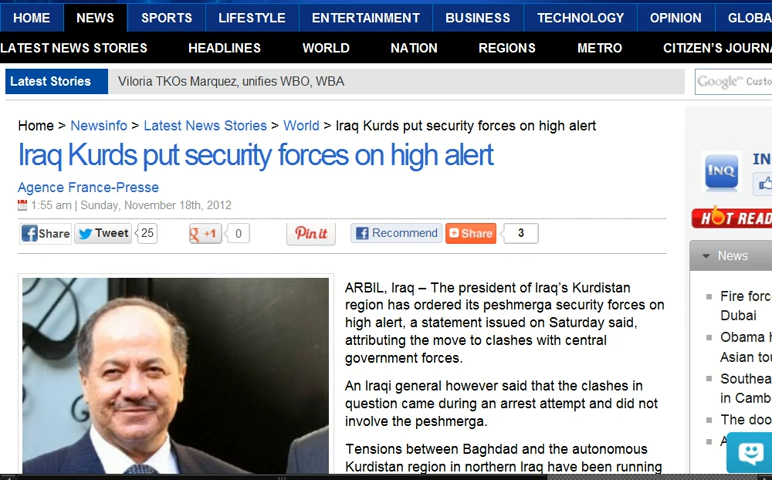 HOME NEWS SPORTS LIFESTYLE ENTERTAINMENT BUSINESS TECHNOLOGY OPINION
LATEST NEWS STORIES HEADLINES WORLD NATION REGIONS METRO CITIZEN'S
Latest Stories Viloria TKOs Marquez, unifies WBO, WBA Google™
Home > Newsinfo > Latest News Stories > World > Iraq Kurds put security forces on high alert
Iraq Kurds put security forces on high alert
Agence France-Presse
1:55 am | Sunday, November 18th, 2012
Share Tweet 25 +1 0 Pin it Recommend Share 3
ARBIL, Iraq – The president of Iraq's Kurdistan
region has ordered its peshmerga security forces on
high alert, a statement issued on Saturday said,
attributing the move to clashes with central
government forces.
An Iraqi general however said that the clashes in
question came during an arrest attempt and did not
involve the peshmerga.
Tensions between Baghdad and the autonomous
Kurdistan region in northern Iraq have been running
INQ
HOT
News
Fire
Dubai
Obama
Asian
in
The